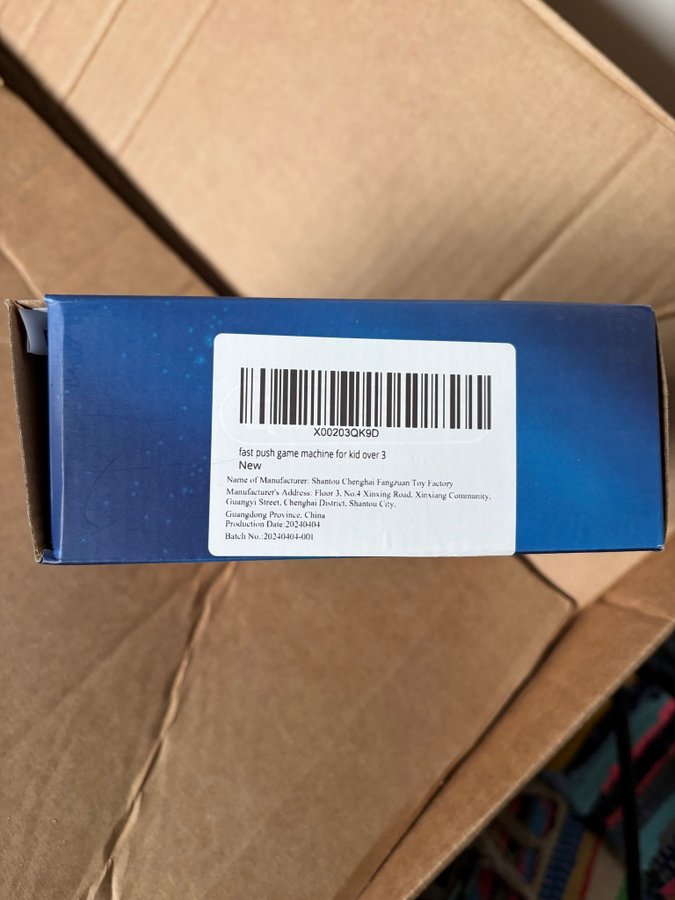 X00203QK9D
fast push game machine for kid over 3
New
Name of Manufacturer: Shantou Chenghai Fangzuan Toy Factory
Manufacturer's Address: Floor 3, No.4 Xinxing Road, Xinxiang Community,
Guangyi Street, Chenghai District, Shantou City,
Guangdong Province, China
Production Date:20240404
Batch No.:20240404-001